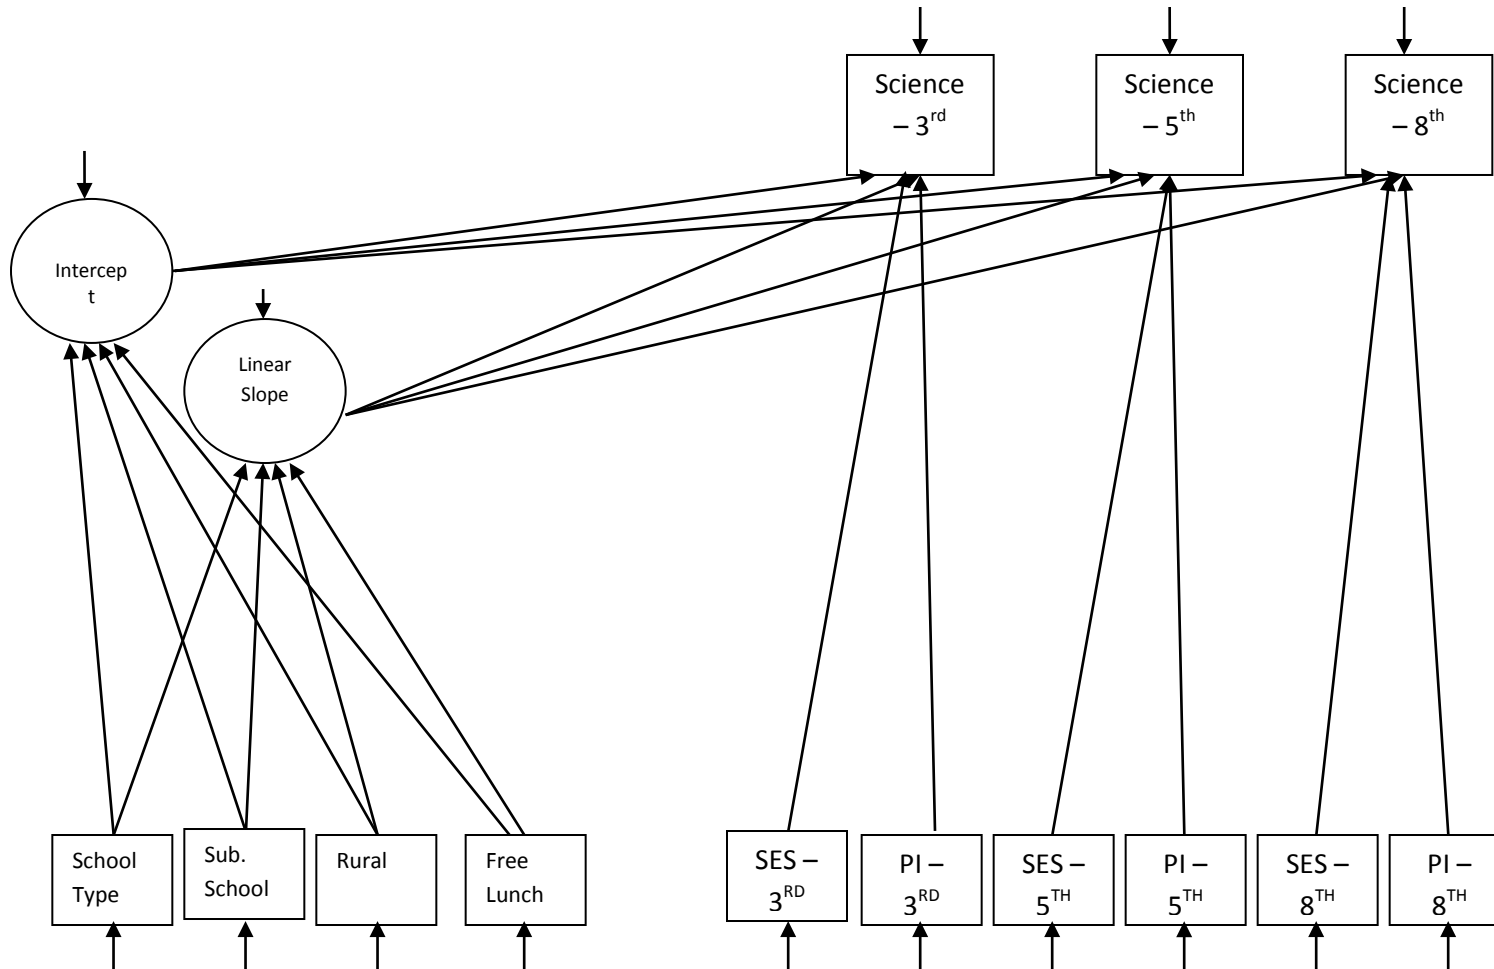 Science
– 3rd
Science
– 5th
Science
– 8th
Intercep
t
Linear
Slope
School
Type
Sub.
School
Rural
Free
Lunch
SES –
3RD
PI –
3RD
SES –
5TH
PI –
5TH
SES –
8TH
PI –
8TH